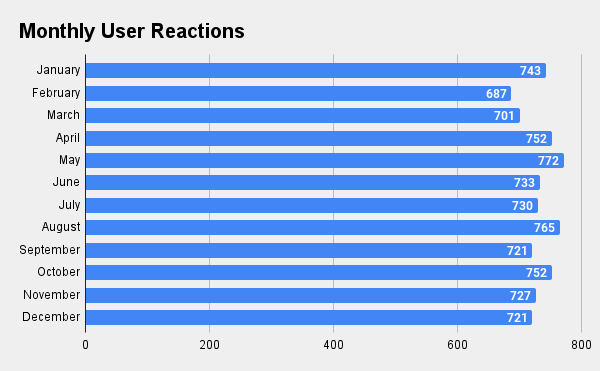 Monthly User Reactions
January 743
February 687
March 701
April 752
May 772
June 733
July 730
August 765
September 721
October 752
November 727
December 721
0 200 400 600 800